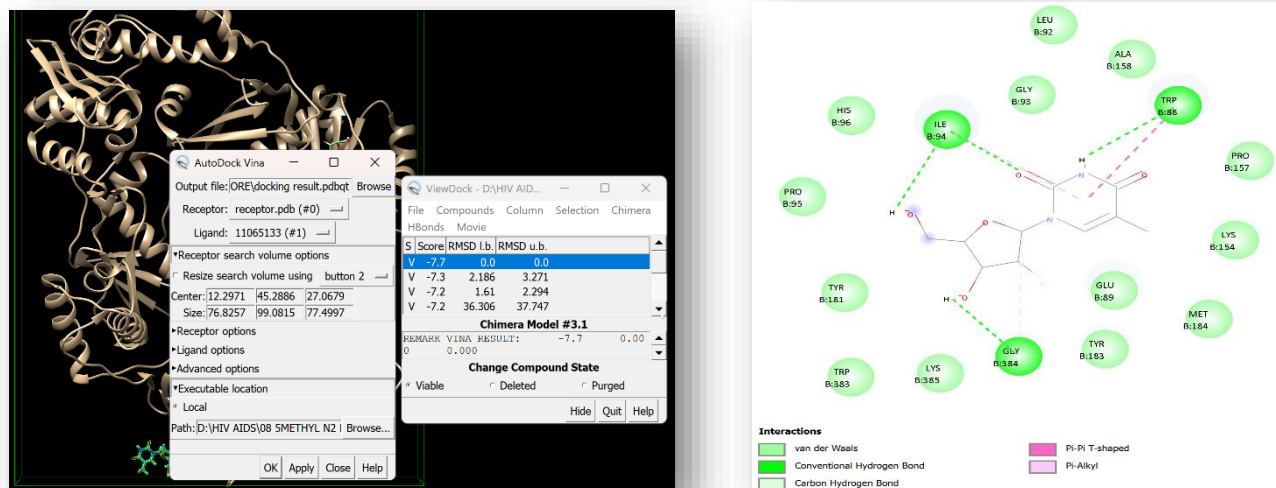 AutoDock Vina
Output file: ORE\docking result.pdbqt Browse
Receptor: receptor.pdb (#0)
Ligand: 11065133 (#1)
Receptor search volume options
Resize search volume using button 2
Center: 12.2971 45.2886 27.0679
Size: 76.8257 99.0815 77.4997
Receptor options
Ligand options
Advanced options
Executable location
Local
Path: D:\HIV AIDS\08 5METHYL N2 Browse...
OK Apply Close Help
ViewDock - D:\HIV AID...
File Compounds Column Selection Chimera
HBonds Movie
S Score RMSD l.b. RMSD u.b.
V -7.7 0.0 0.0
V -7.3 2.186 3.271
V -7.2 1.61 2.294
V -7.2 36.306 37.747
Chimera Model #3.1
REMARK VINA RESULT: -7.7 0.00
0 0.000
Change Compound State
Viable Deleted Purged
Hide Quit Help
LEU
B:92
ALA
B:158
GLY
B:93
TRP
B:88
HIS
B:96
ILE
B:94
PRO
B:157
PRO
B:95
H
O
N
O
H
O
O
N
LYS
B:154
TYR
B:181
GLU
B:89
H
O
MET
B:184
GLY
B:384
TYR
B:183
TRP
B:383
LYS
B:385
Interactions
van der Waals
Conventional Hydrogen Bond
Carbon Hydrogen Bond
Pi-Pi T-shaped
Pi-Alkyl